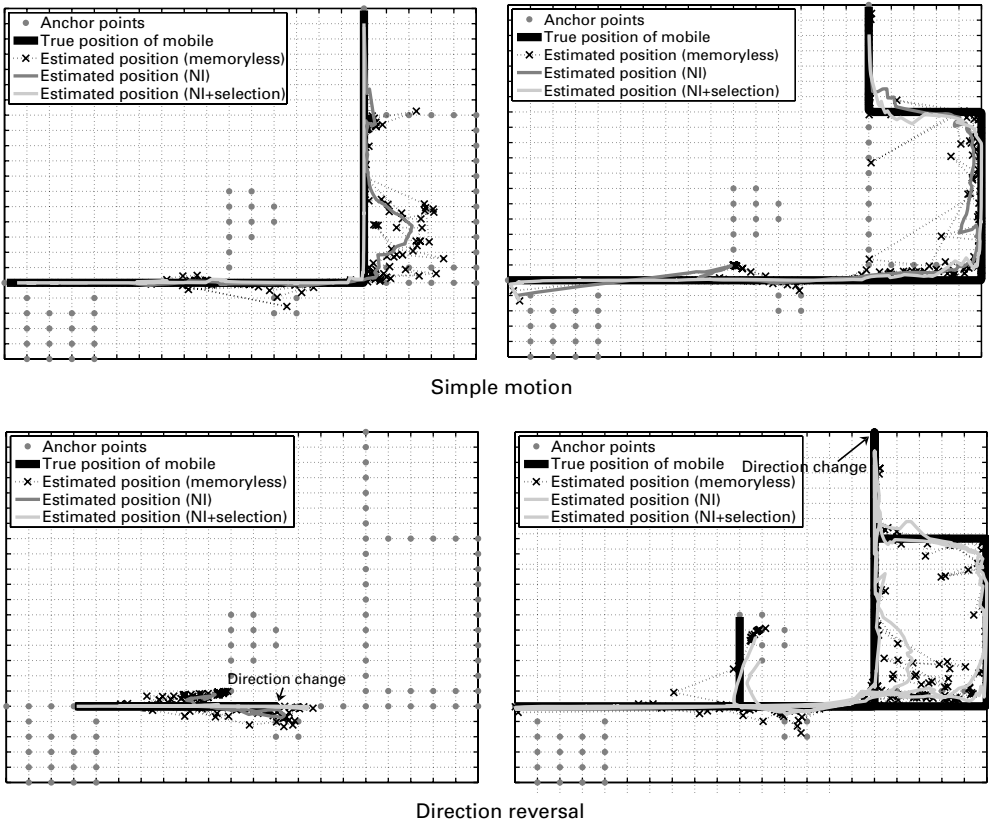 Anchor points
True position of mobile
Estimated position (memoryless)
Estimated position (NI)
Estimated position (NI+selection)
Anchor points
True position of mobile
Estimated position (memoryless)
Estimated position (NI)
Estimated position (NI+selection)
Simple motion
Anchor points
True position of mobile
Estimated position (memoryless)
Estimated position (NI)
Estimated position (NI+selection)
Direction change
Anchor points
True position of mobile
Estimated position (memoryless)
Estimated position (NI)
Estimated position (NI+selection)
Direction change
Direction reversal